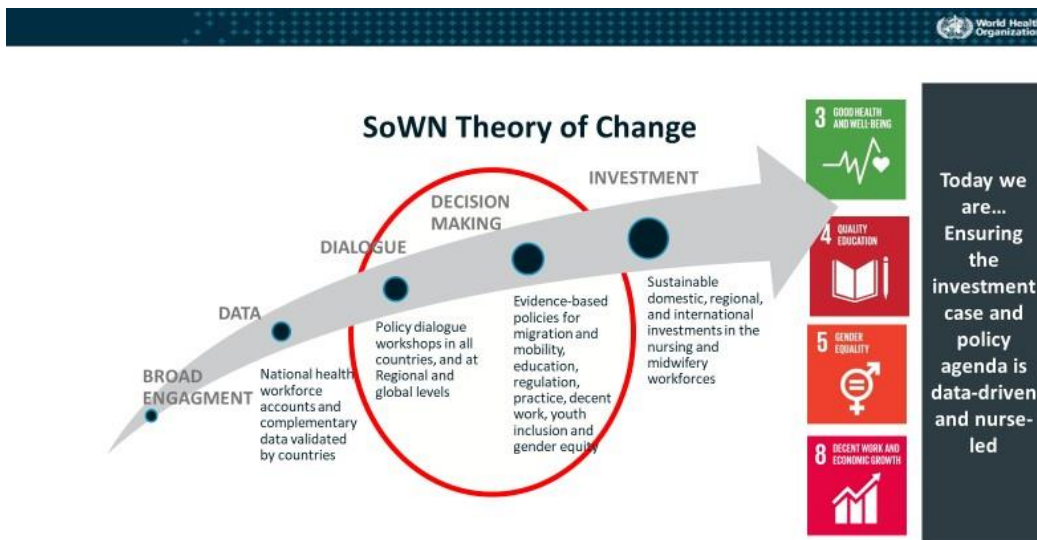 World Health
Organization
SoWN Theory of Change
BROAD
ENGAGMENT
DATA
National health
workforce
accounts and
complementary
data validated
by countries
DIALOGUE
Policy dialogue
workshops in all
countries, and at
Regional and
global levels
DECISION
MAKING
Evidence-based
policies for
migration and
mobility,
education,
regulation,
practice, decent
work, youth
inclusion and
gender equity
INVESTMENT
Sustainable
domestic, regional,
and international
investments in the
nursing and
midwifery
workforces
3 GOOD HEALTH
AND WELL-BEING
4 QUALITY
EDUCATION
5 GENDER
EQUALITY
8 DECENT WORK AND
ECONOMIC GROWTH
Today we
are...
Ensuring
the
investment
case and
policy
agenda is
data-driven
and nurse-
led